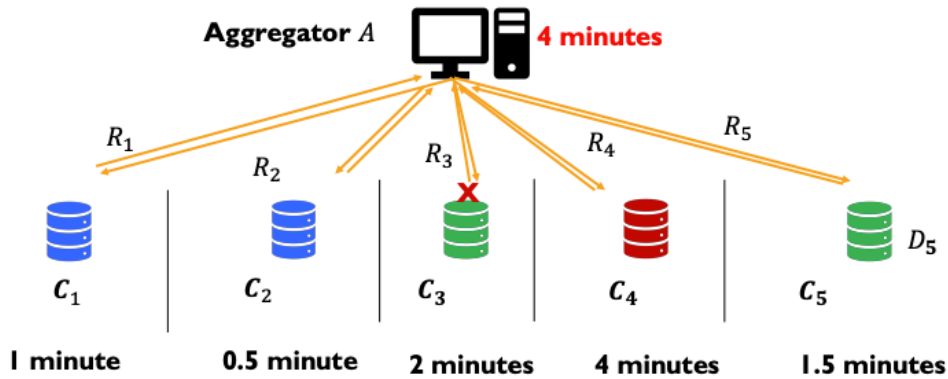 Aggregator A
4 minutes
R₁
R₂
R₃
R₄
R₅
X
D₅
C₁
C₂
C₃
C₄
C₅
1 minute
0.5 minute
2 minutes
4 minutes
1.5 minutes